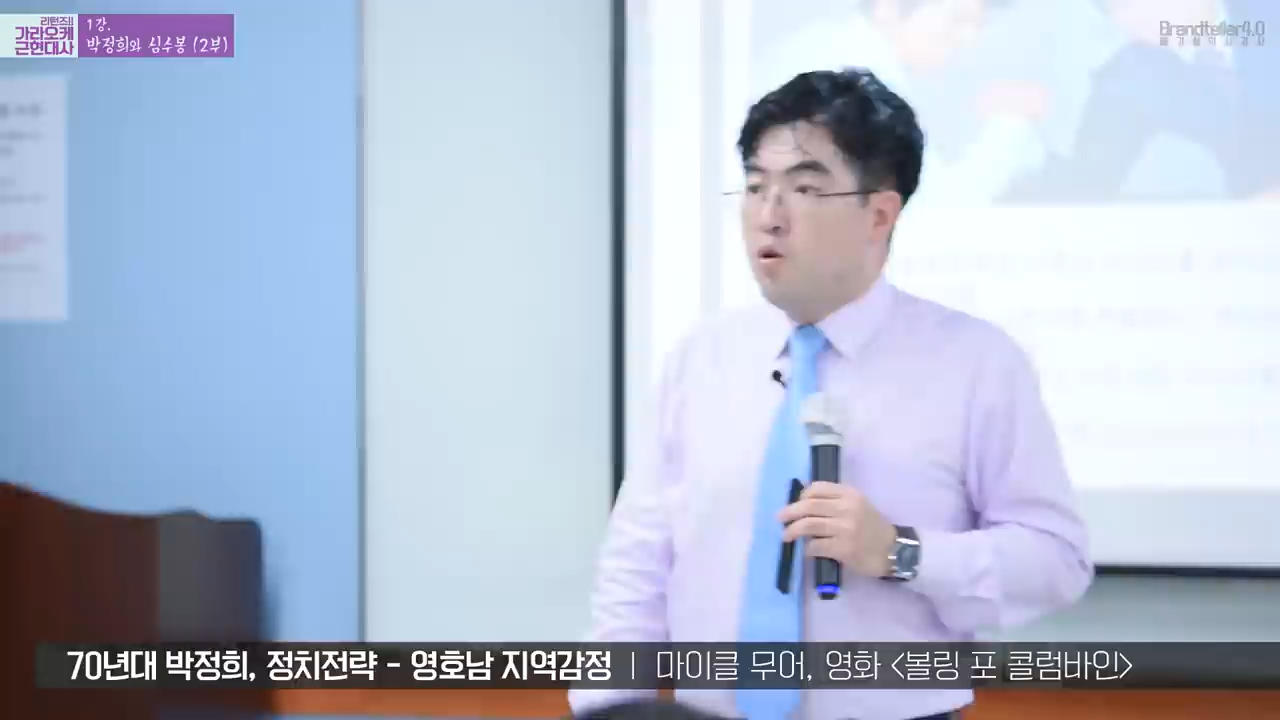 리턴즈!!
가라오케
근현대사
1강.
박정희와 심수봉 (2부)
Brandteller4.0
70년대 박정희, 정치전략 - 영호남 지역감정 | 마이클 무어, 영화 <볼링 포 콜럼바인>